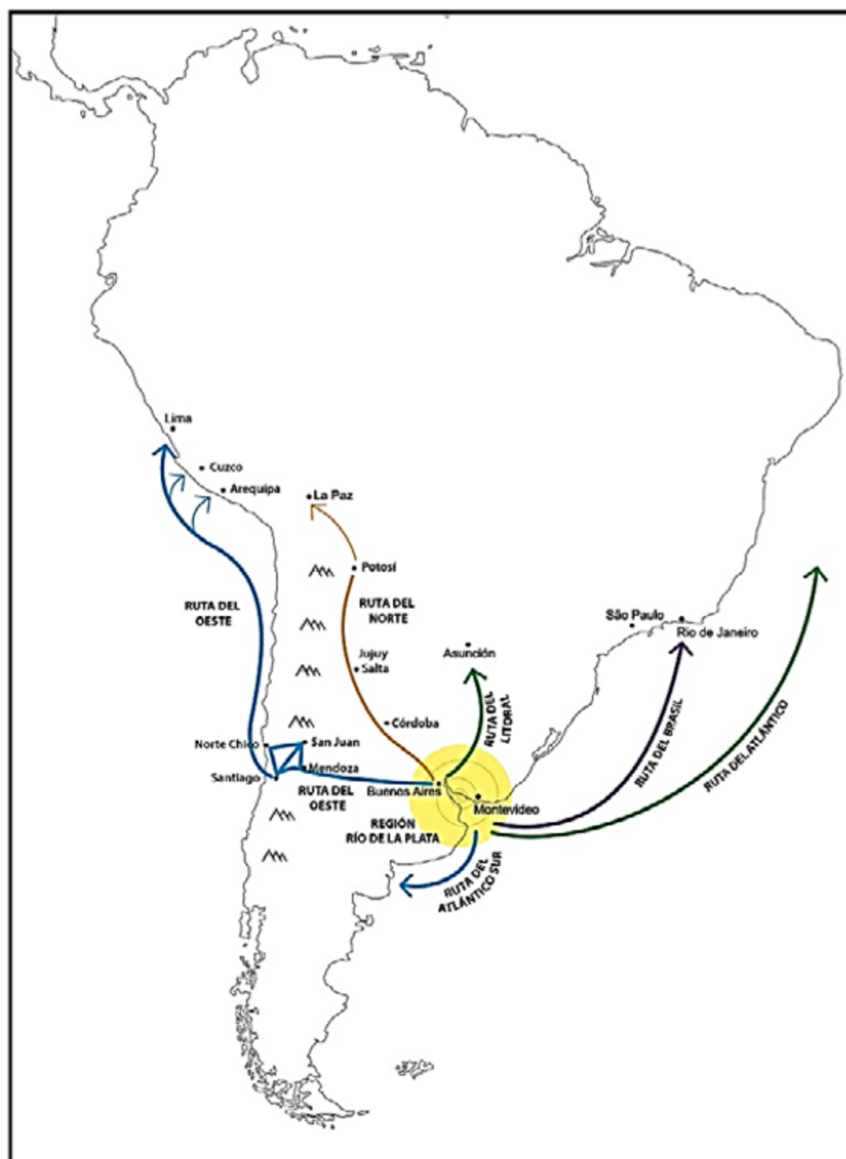 Lima
Cuzco
Arequipa
La Paz
Potosí
RUTA DEL
OESTE
RUTA DEL
NORTE
São Paulo
Rio de Janeiro
Asunción
Jujuy
Salta
RUTA DEL
LITORAL
RUTA DEL BRASIL
RUTA DEL ATLÁNTICO
Córdoba
Norte Chico
San Juan
Santiago
Mendoza
RUTA DEL
OESTE
Buenos Aires
Montevideo
REGIÓN
RÍO DE LA PLATA
RUTA DEL
ATLÁNTICO SUR